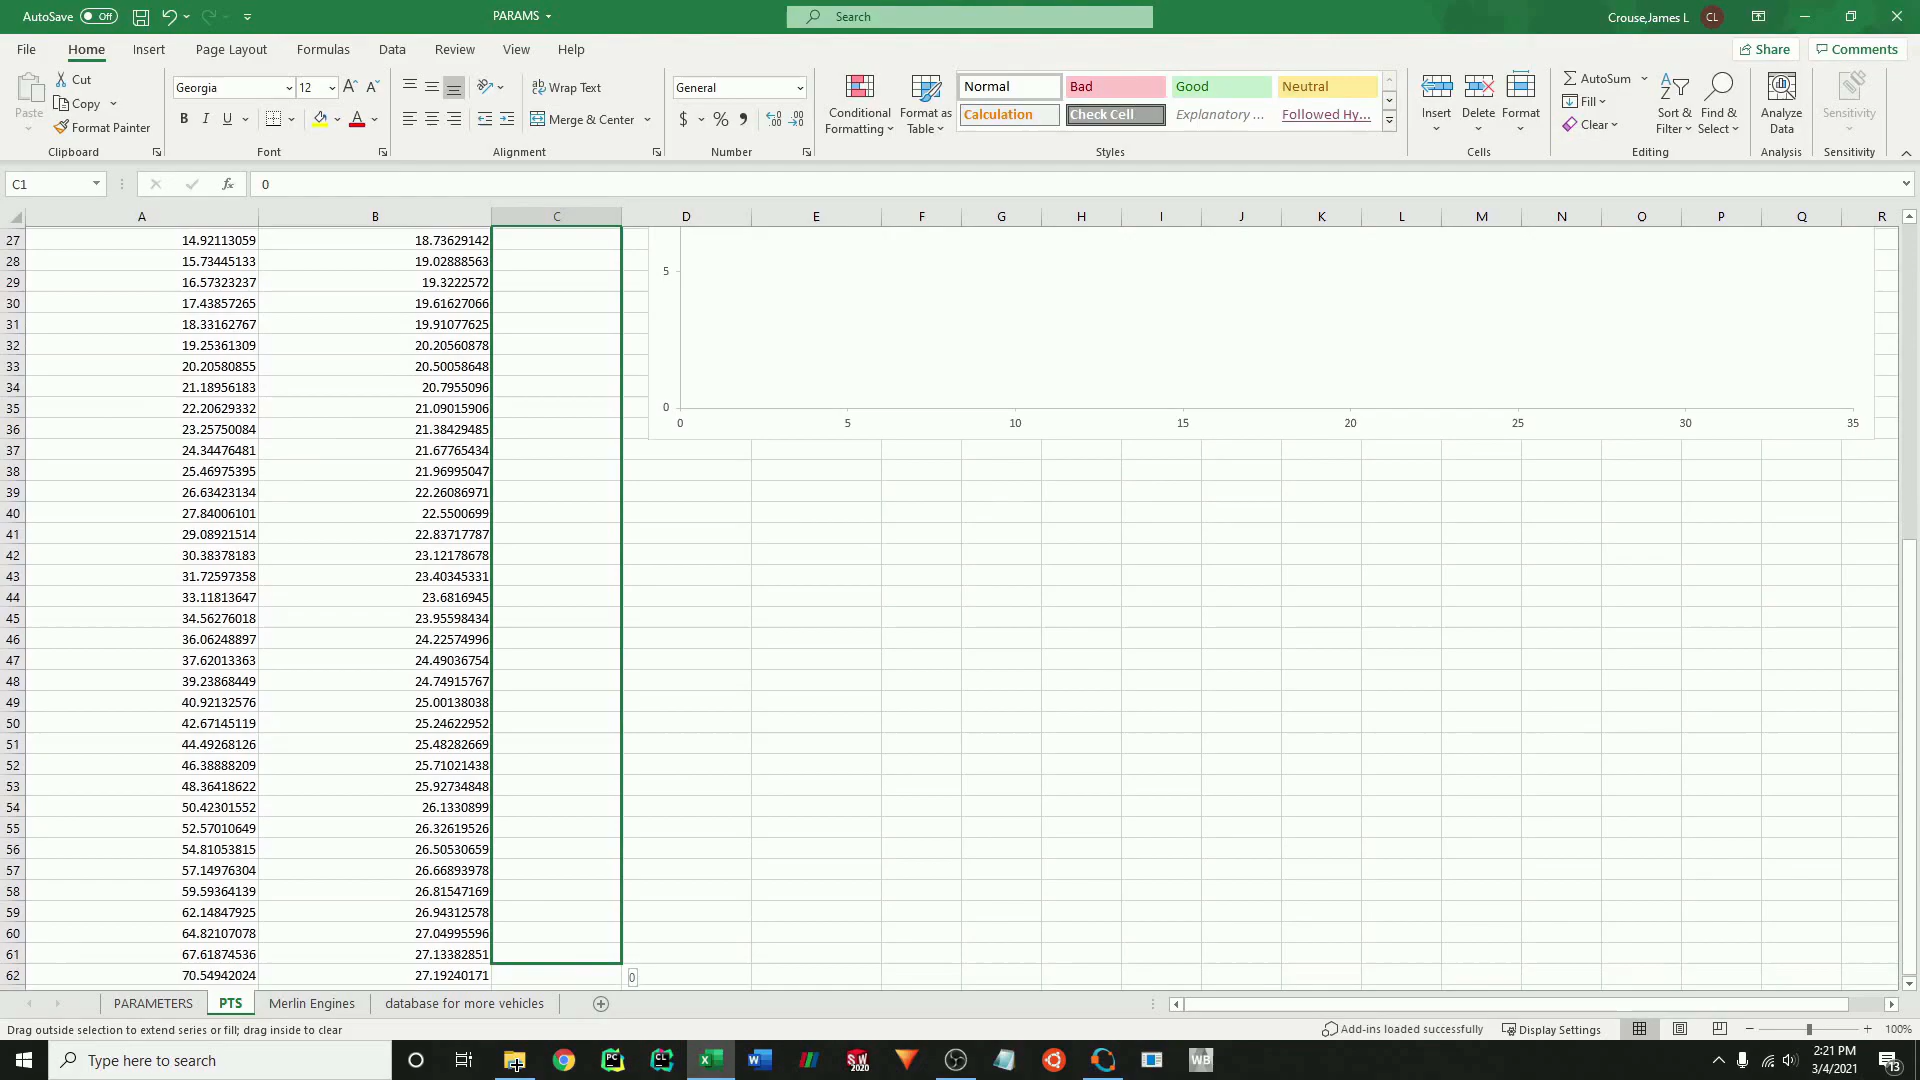 AutoSave Off PARAMS Search Crouse,James L CL
File Home Insert Page Layout Formulas Data Review View Help Share Comments
Paste Cut Copy Format Painter Clipboard
Georgia 12 A A B I U A Font
Wrap Text Merge & Center Alignment
General $ % Number
Conditional Formatting Format as Table
Normal Bad Good Neutral
Calculation Check Cell Explanatory ... Followed Hy...
Styles
Insert Delete Format Cells
AutoSum Fill Clear Sort & Filter Find & Select Editing
Analyze Data Analysis
Sensitivity Sensitivity
C1 fx 0
A B C D E F G H I J K L M N O P Q R
27 14.92113059 18.73629142
28 15.73445133 19.02888563
29 16.57323237 19.3222572
30 17.43857265 19.61627066
31 18.33162767 19.91077625
32 19.25361309 20.20560878
33 20.20580855 20.50058648
34 21.18956183 20.7955096
35 22.20629332 21.09015906
36 23.25750084 21.38429485
37 24.34476481 21.67765434
38 25.46975395 21.96995047
39 26.63423134 22.26086971
40 27.84006101 22.5500699
41 29.08921514 22.83717787
42 30.38378183 23.12178678
43 31.72597358 23.40345331
44 33.11813647 23.6816945
45 34.56276018 23.95598434
46 36.06248897 24.22574996
47 37.62013363 24.49036754
48 39.23868449 24.74915767
49 40.92132576 25.00138038
50 42.67145119 25.24622952
51 44.49268126 25.48282669
52 46.38888209 25.71021438
53 48.36418622 25.92734848
54 50.42301552 26.1330899
55 52.57010649 26.32619526
56 54.81053815 26.50530659
57 57.14976304 26.66893978
58 59.59364139 26.81547169
59 62.14847925 26.94312578
60 64.82107078 27.04995596
61 67.61874536 27.13382851
62 70.54942024 27.19240171
5
0
0 5 10 15 20 25 30 35
0
PARAMETERS PTS Merlin Engines database for more vehicles
Drag outside selection to extend series or fill; drag inside to clear Add-ins loaded successfully Display Settings 100%
Type here to search PC CL W SW 2020 WB 2:21 PM
3/4/2021 13